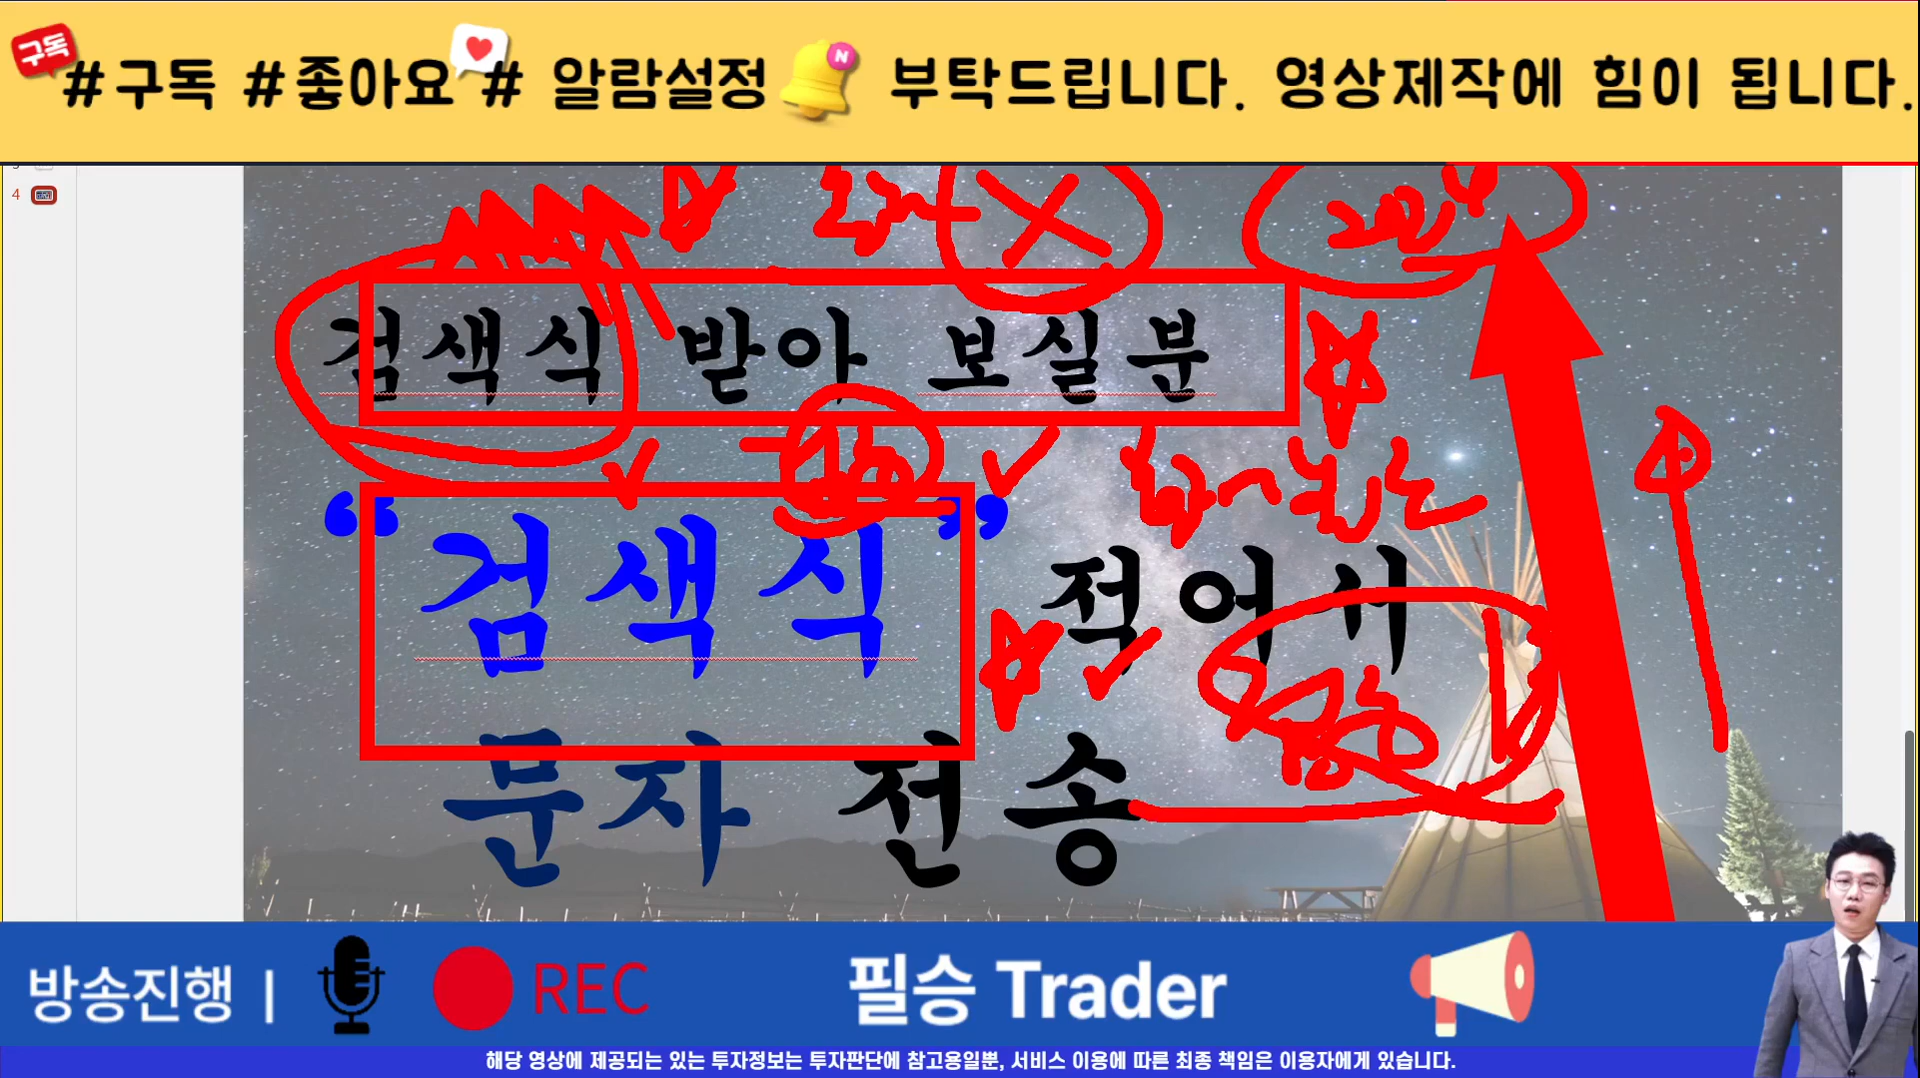 구독
#구독 #좋아요 # 알람설정 N 부탁드립니다. 영상제작에 힘이 됩니다.
4
검색식 받아 보실분
“검색식” 적어서
문자 전송
방송진행 | REC 필승 Trader
해당 영상에 제공되는 있는 투자정보는 투자판단에 참고용일뿐, 서비스 이용에 따른 최종 책임은 이용자에게 있습니다.